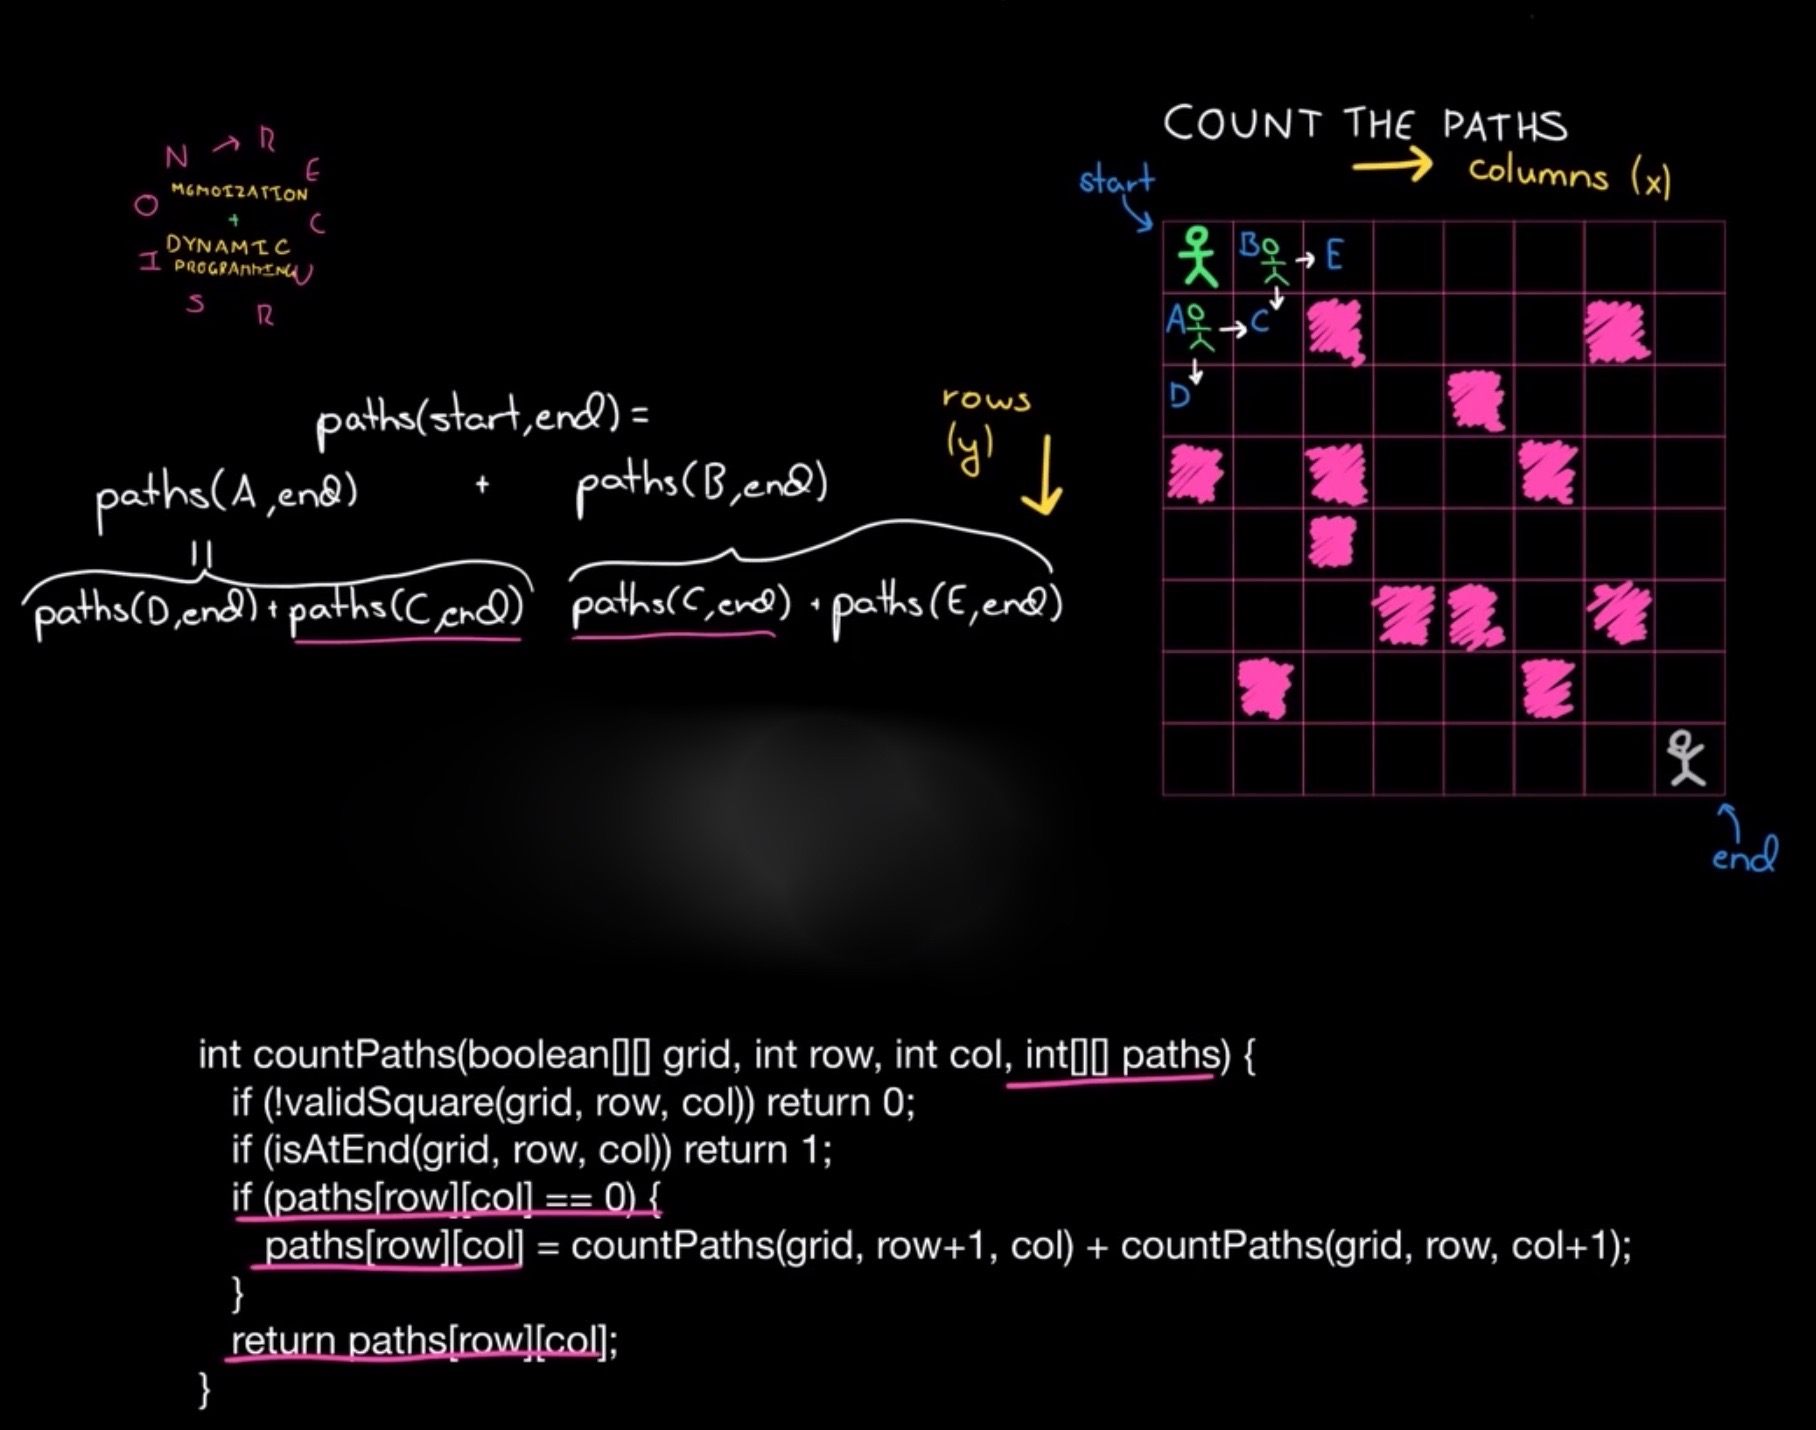 COUNT THE PATHS
columns (x)
start
N → R E C U R S I O
MEMOIZATION
+
DYNAMIC
PROGRAMMING
B → E
A → C
D
rows
(y)
paths(start,end) =
paths(A,end) + paths(B,end)
||
paths(D,end) + paths(C,end) paths(C,end) + paths(E,end)
end
int countPaths(boolean[][] grid, int row, int col, int[][] paths) {
if (!validSquare(grid, row, col)) return 0;
if (isAtEnd(grid, row, col)) return 1;
if (paths[row][col] == 0) {
paths[row][col] = countPaths(grid, row+1, col) + countPaths(grid, row, col+1);
}
return paths[row][col];
}